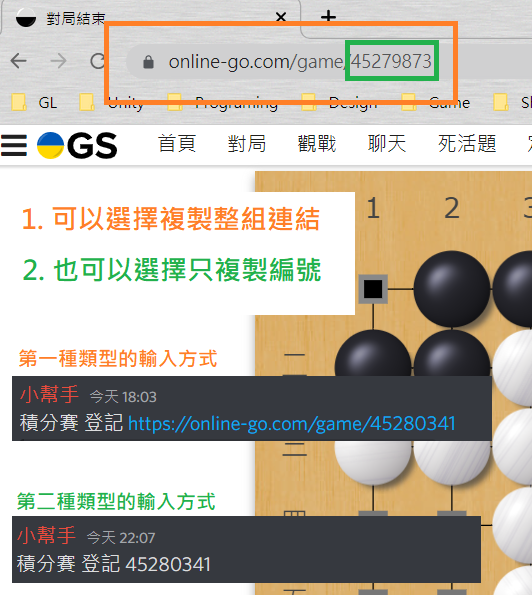 對局結束
online-go.com/game/45279873
GL Unity Programing Design Game
OGS 首頁 對局 觀戰 聊天 死活題
1 2
1. 可以選擇複製整組連結
2. 也可以選擇只複製編號
一
第一種類型的輸入方式
二
小幫手 今天 18:03
積分賽 登記 https://online-go.com/game/45280341
三
第二種類型的輸入方式
四
小幫手 今天 22:07
積分賽 登記 45280341
五